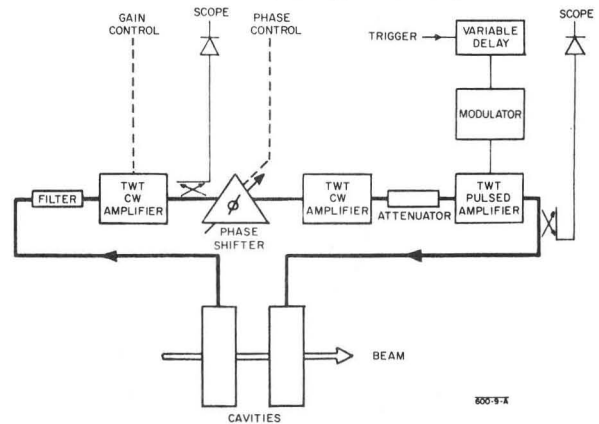 GAIN
CONTROL
SCOPE
PHASE
CONTROL
SCOPE
TRIGGER
VARIABLE
DELAY
MODULATOR
FILTER
TWT
CW
AMPLIFIER
ϕ
PHASE
SHIFTER
TWT
CW
AMPLIFIER
ATTENUATOR
TWT
PULSED
AMPLIFIER
BEAM
CAVITIES
600-9-A